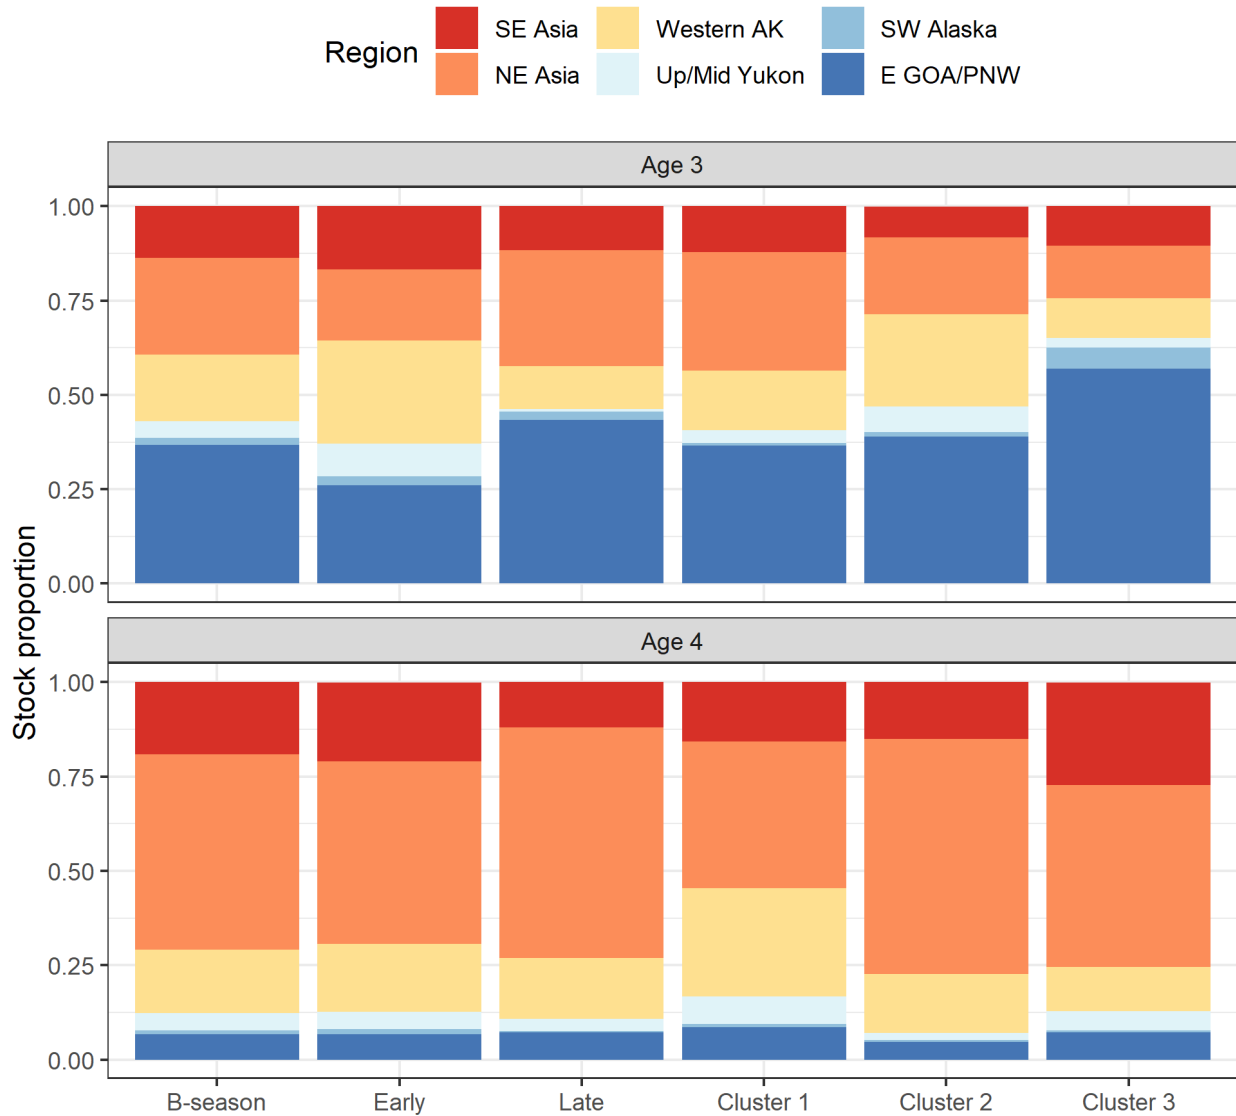 Region
SE Asia Western AK SW Alaska
NE Asia Up/Mid Yukon E GOA/PNW
Age 3
1.00
0.75
0.50
0.25
0.00
Stock proportion
Age 4
1.00
0.75
0.50
0.25
0.00
B-season Early Late Cluster 1 Cluster 2 Cluster 3